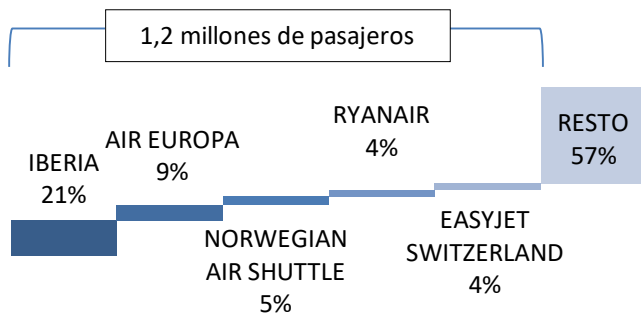 1,2 millones de pasajeros
IBERIA
21%
AIR EUROPA
9%
NORWEGIAN
AIR SHUTTLE
5%
RYANAIR
4%
EASYJET
SWITZERLAND
4%
RESTO
57%